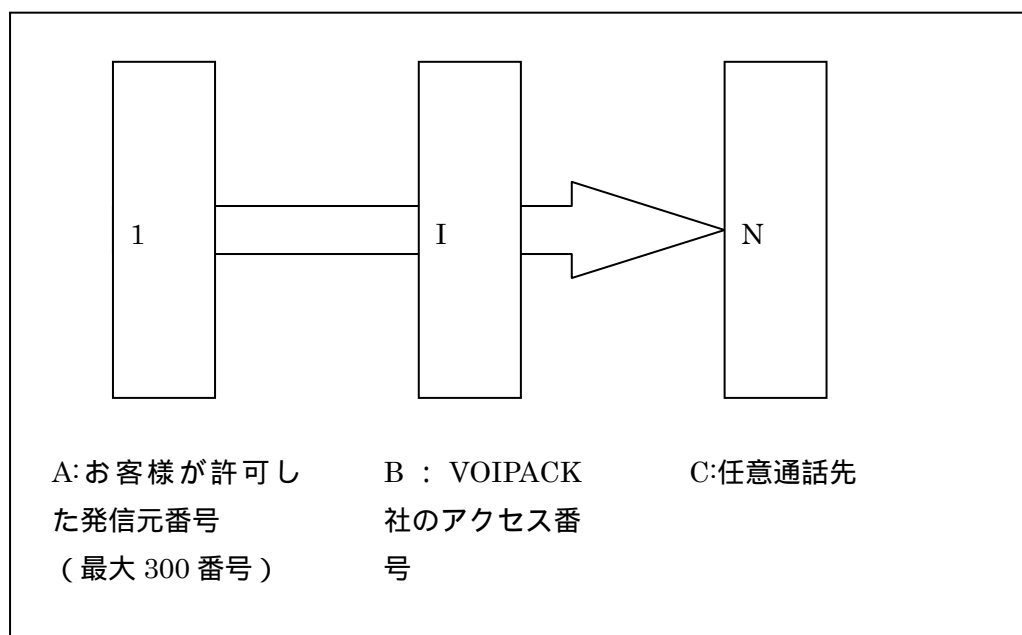 1
I
N
A:お客様が許可し
た発信元番号
（最大 300 番号）
B : VOIPACK
社のアクセス番
号
C:任意通話先